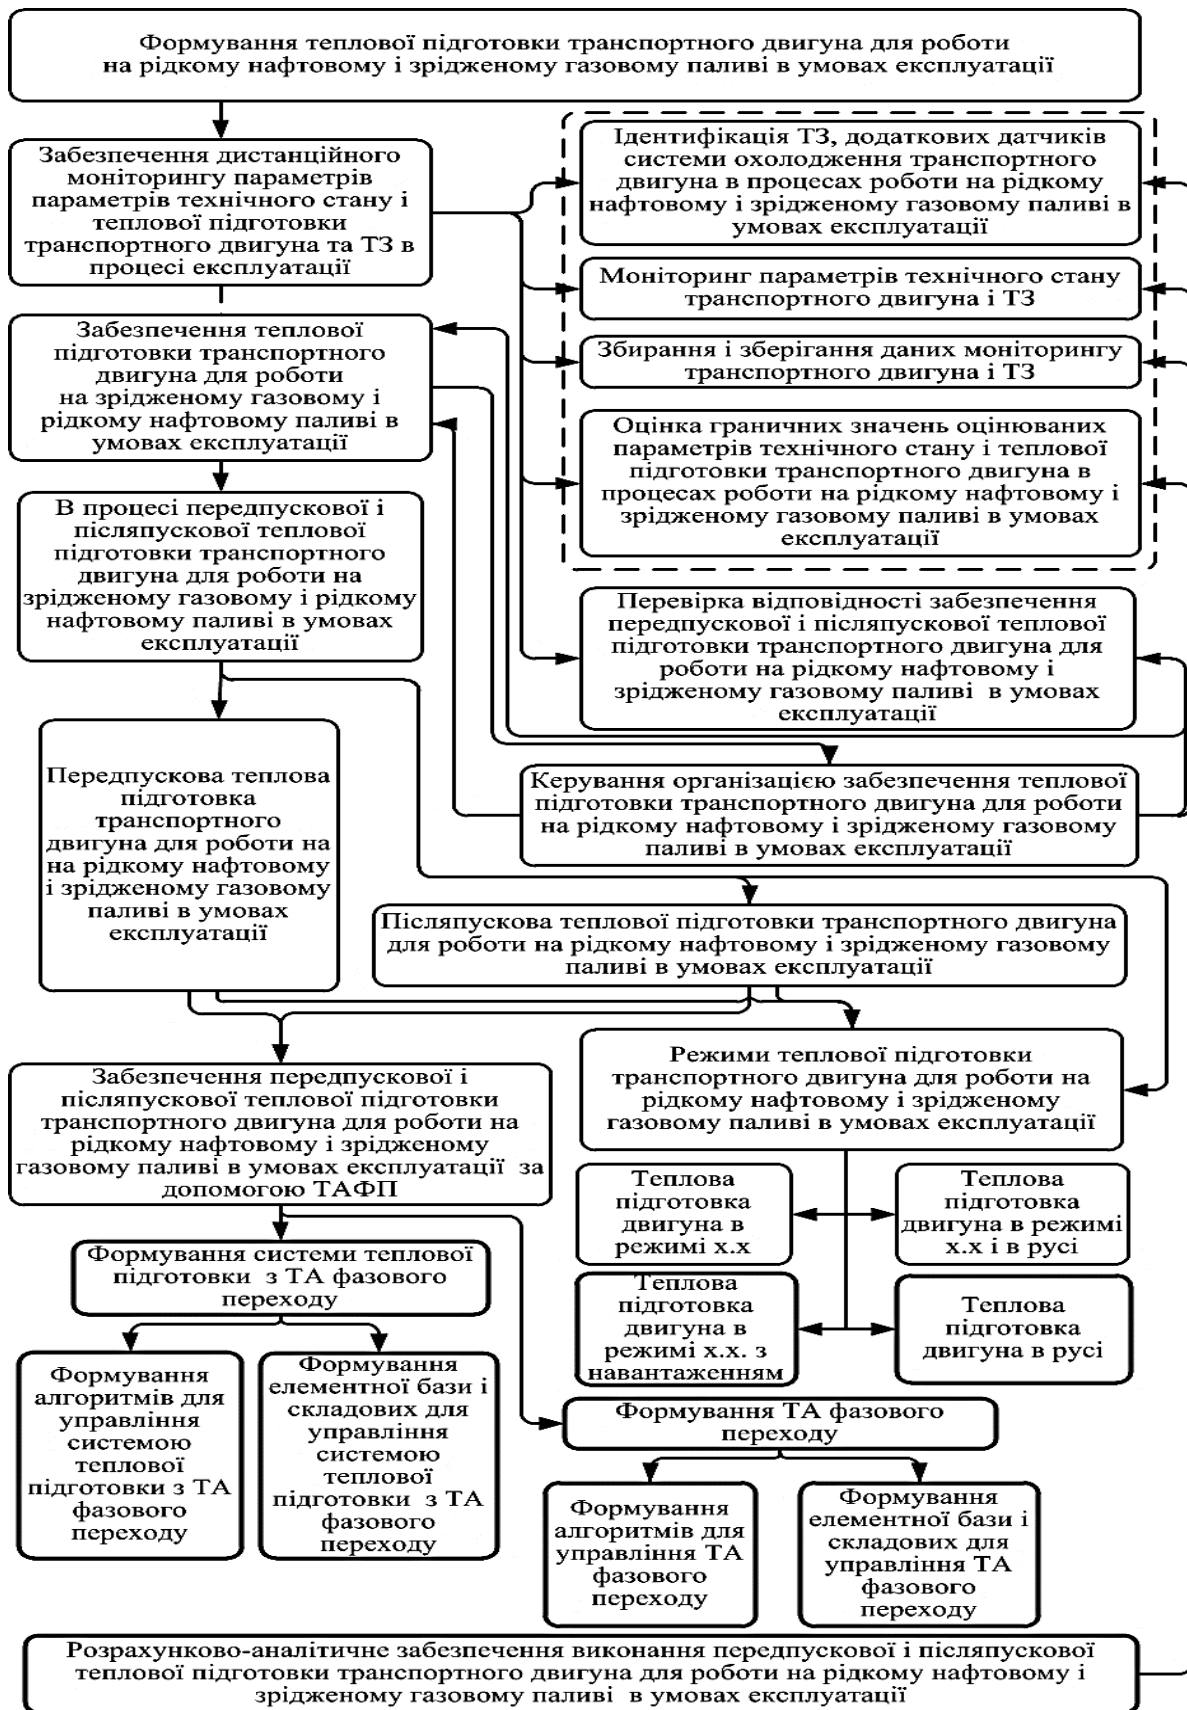 Формування теплової підготовки транспортного двигуна для роботи
на рідкому нафтовому і зрідженому газовому паливі в умовах експлуатації
Забезпечення дистанційного
моніторингу параметрів
параметрів технічного стану і
теплової підготовки
транспортного двигуна та ТЗ в
процесі експлуатації
Ідентифікація ТЗ, додаткових датчиків
системи охолодження транспортного
двигуна в процесах роботи на рідкому
нафтовому і зрідженому газовому паливі в
умовах експлуатації
Моніторинг параметрів технічного стану
транспортного двигуна і ТЗ
Збирання і зберігання даних моніторингу
транспортного двигуна і ТЗ
Оцінка граничних значень оцінюваних
параметрів технічного стану і теплової
підготовки транспортного двигуна в
процесах роботи на рідкому нафтовому і
зрідженому газовому паливі в умовах
експлуатації
Забезпечення теплової
підготовки транспортного
двигуна для роботи
на зрідженому газовому і
рідкому нафтовому паливі в
умовах експлуатації
В процесі передпускової і
післяпускової теплової
підготовки транспортного
двигуна для роботи на
зрідженому газовому і рідкому
нафтовому паливі в умовах
експлуатації
Перевірка відповідності забезпечення
передпускової і післяпускової теплової
підготовки транспортного двигуна для
роботи на рідкому нафтовому і
зрідженому газовому паливі в умовах
експлуатації
Передпускова теплова
підготовка
транспортного
двигуна для роботи на
на рідкому нафтовому
і зрідженому газовому
паливі в умовах
експлуатації
Керування організацією забезпечення теплової
підготовки транспортного двигуна для роботи
на рідкому нафтовому і зрідженому газовому
паливі в умовах експлуатації
Післяпускова теплової підготовки транспортного двигуна
для роботи на рідкому нафтовому і зрідженому газовому
паливі в умовах експлуатації
Забезпечення передпускової і
післяпускової теплової підготовки
транспортного двигуна для роботи на
рідкому нафтовому і зрідженому
газовому паливі в умовах експлуатації за
допомогою ТАФП
Режими теплової підготовки
транспортного двигуна для роботи на
рідкому нафтовому і зрідженому
газовому паливі в умовах експлуатації
Теплова
підготовка
двигуна в
режимі х.х
Теплова
підготовка
двигуна в режимі
х.х і в русі
Теплова
підготовка
двигуна в
режимі х.х. з
навантаженням
Теплова
підготовка
двигуна в русі
Формування системи теплової
підготовки з ТА фазового
переходу
Формування
алгоритмів для
управління
системою
теплової
підготовки з ТА
фазового
переходу
Формування
елементної бази і
складових для
управління
системою
теплової
підготовки з ТА
фазового
переходу
Формування ТА фазового
переходу
Формування
алгоритмів для
управління ТА
фазового
переходу
Формування
елементної бази і
складових для
управління ТА
фазового
переходу
Розрахунково-аналітичне забезпечення виконання передпускової і післяпускової
теплової підготовки транспортного двигуна для роботи на рідкому нафтовому і
зрідженому газовому паливі в умовах експлуатації